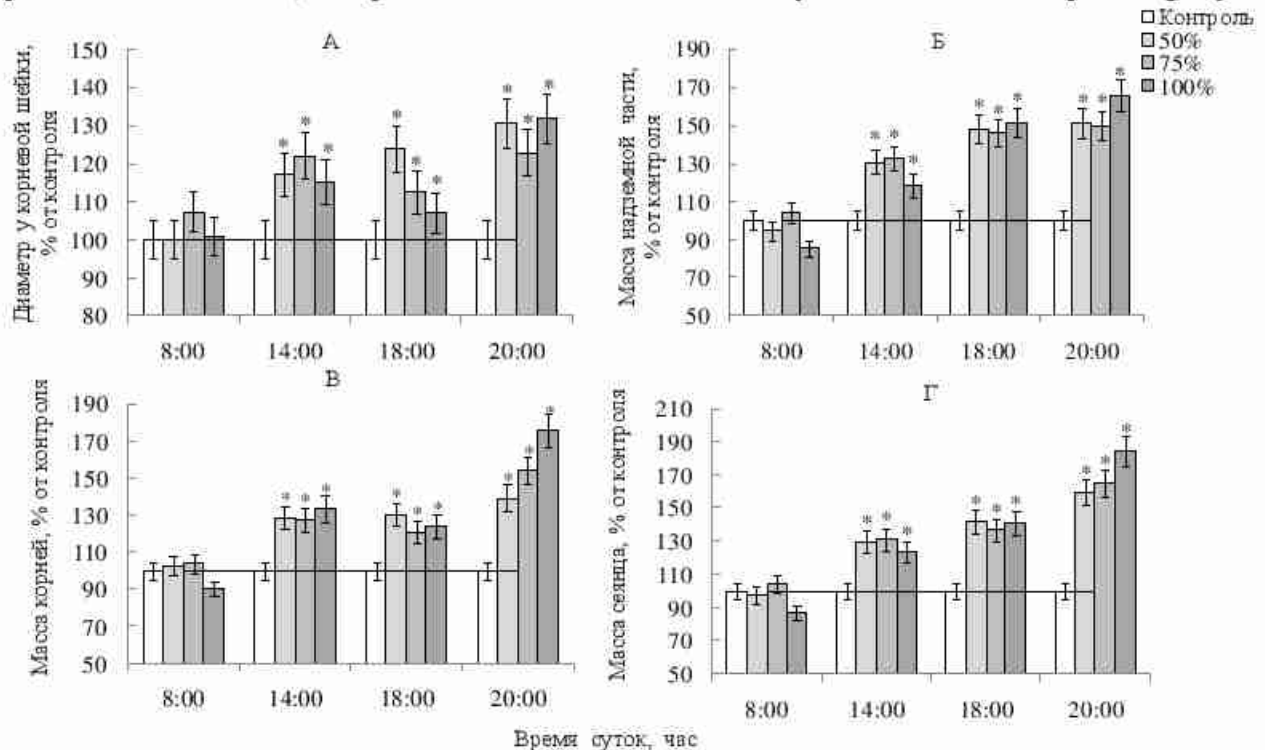 Контроль
50%
75%
100%
А
Диаметр у корневой шейки,
% от контроля
150
140
130
120
110
100
90
80
* * * * * * * * *
8:00 14:00 18:00 20:00
Б
Масса надземной части,
% от контроля
190
170
150
130
110
90
70
50
* * * * * * * * *
8:00 14:00 18:00 20:00
В
Масса корней, % от контроля
190
170
150
130
110
90
70
50
* * * * * * * * *
8:00 14:00 18:00 20:00
Г
Масса сеянца, % от контроля
210
190
170
150
130
110
90
70
50
* * * * * * * * *
8:00 14:00 18:00 20:00
Время суток, час